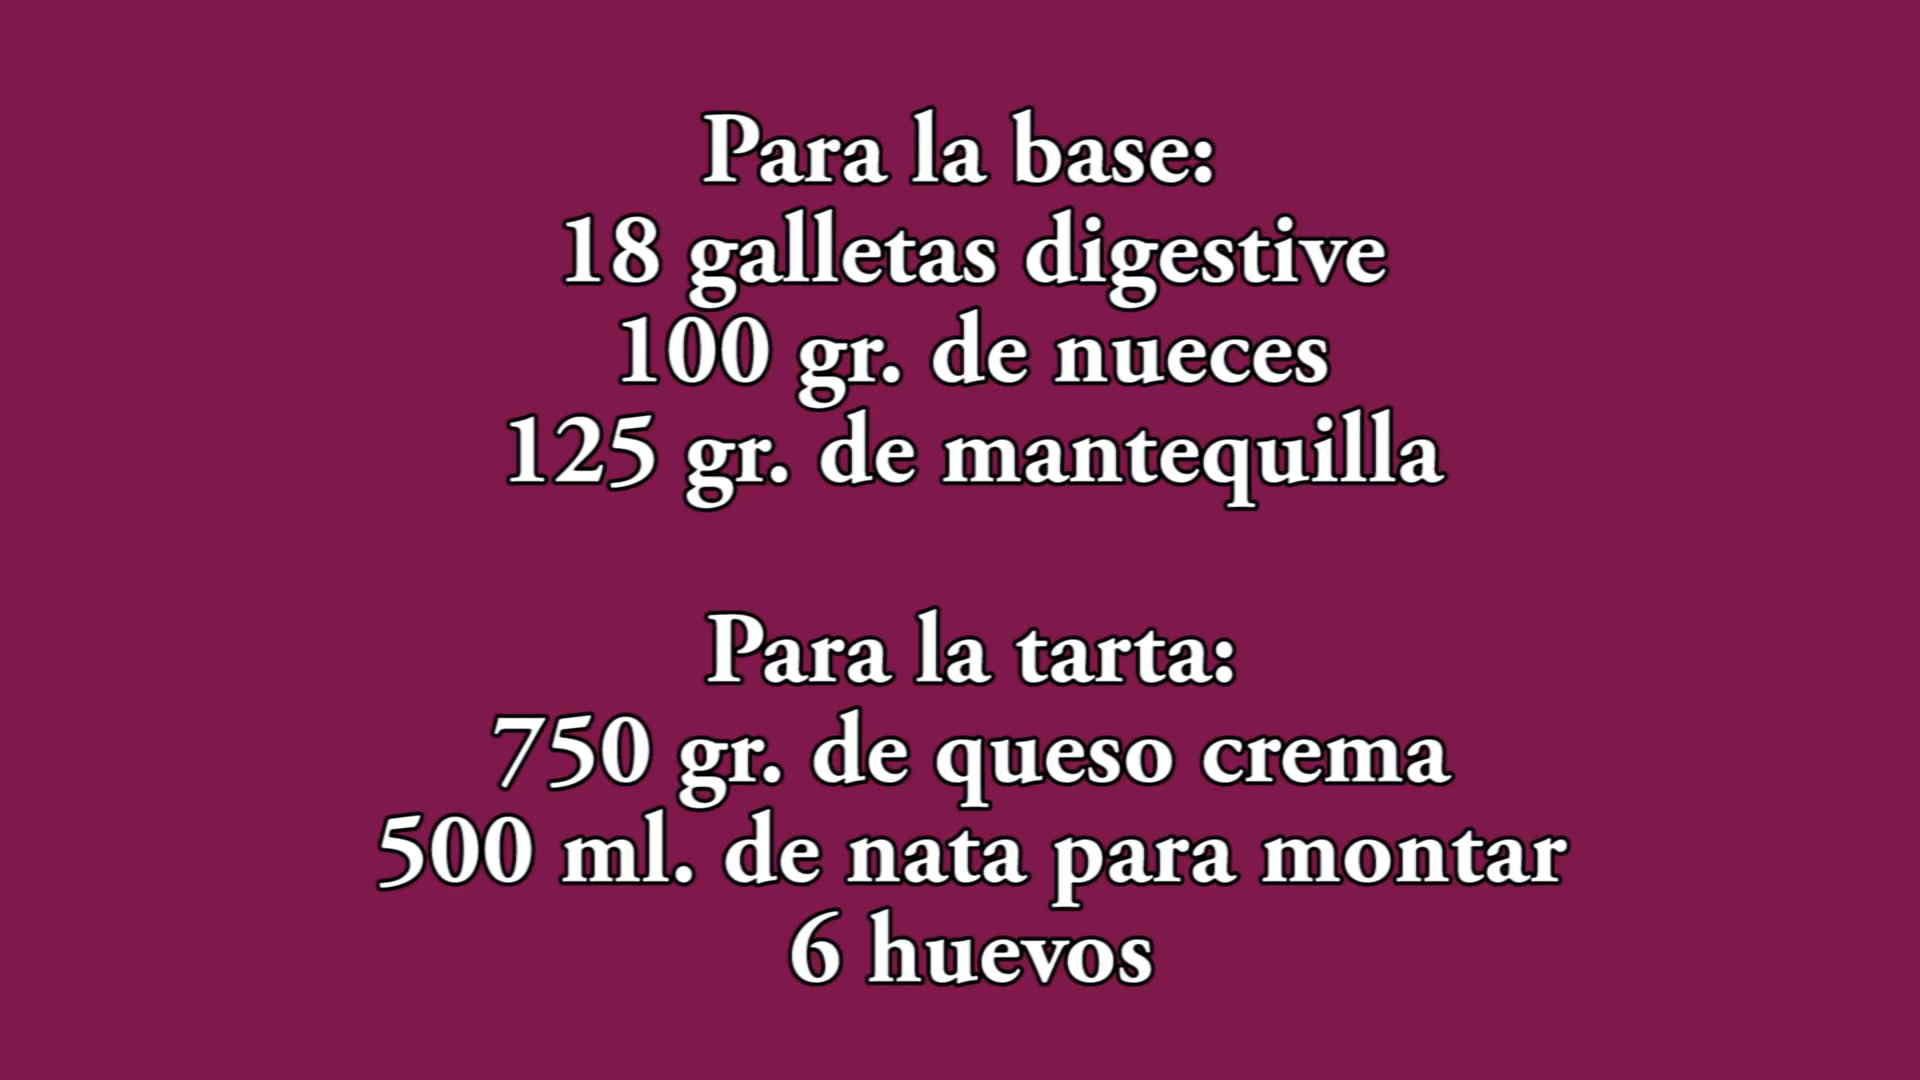 Para la base:
18 galletas digestive
100 gr. de nueces
125 gr. de mantequilla
Para la tarta:
750 gr. de queso crema
500 ml. de nata para montar
6 huevos